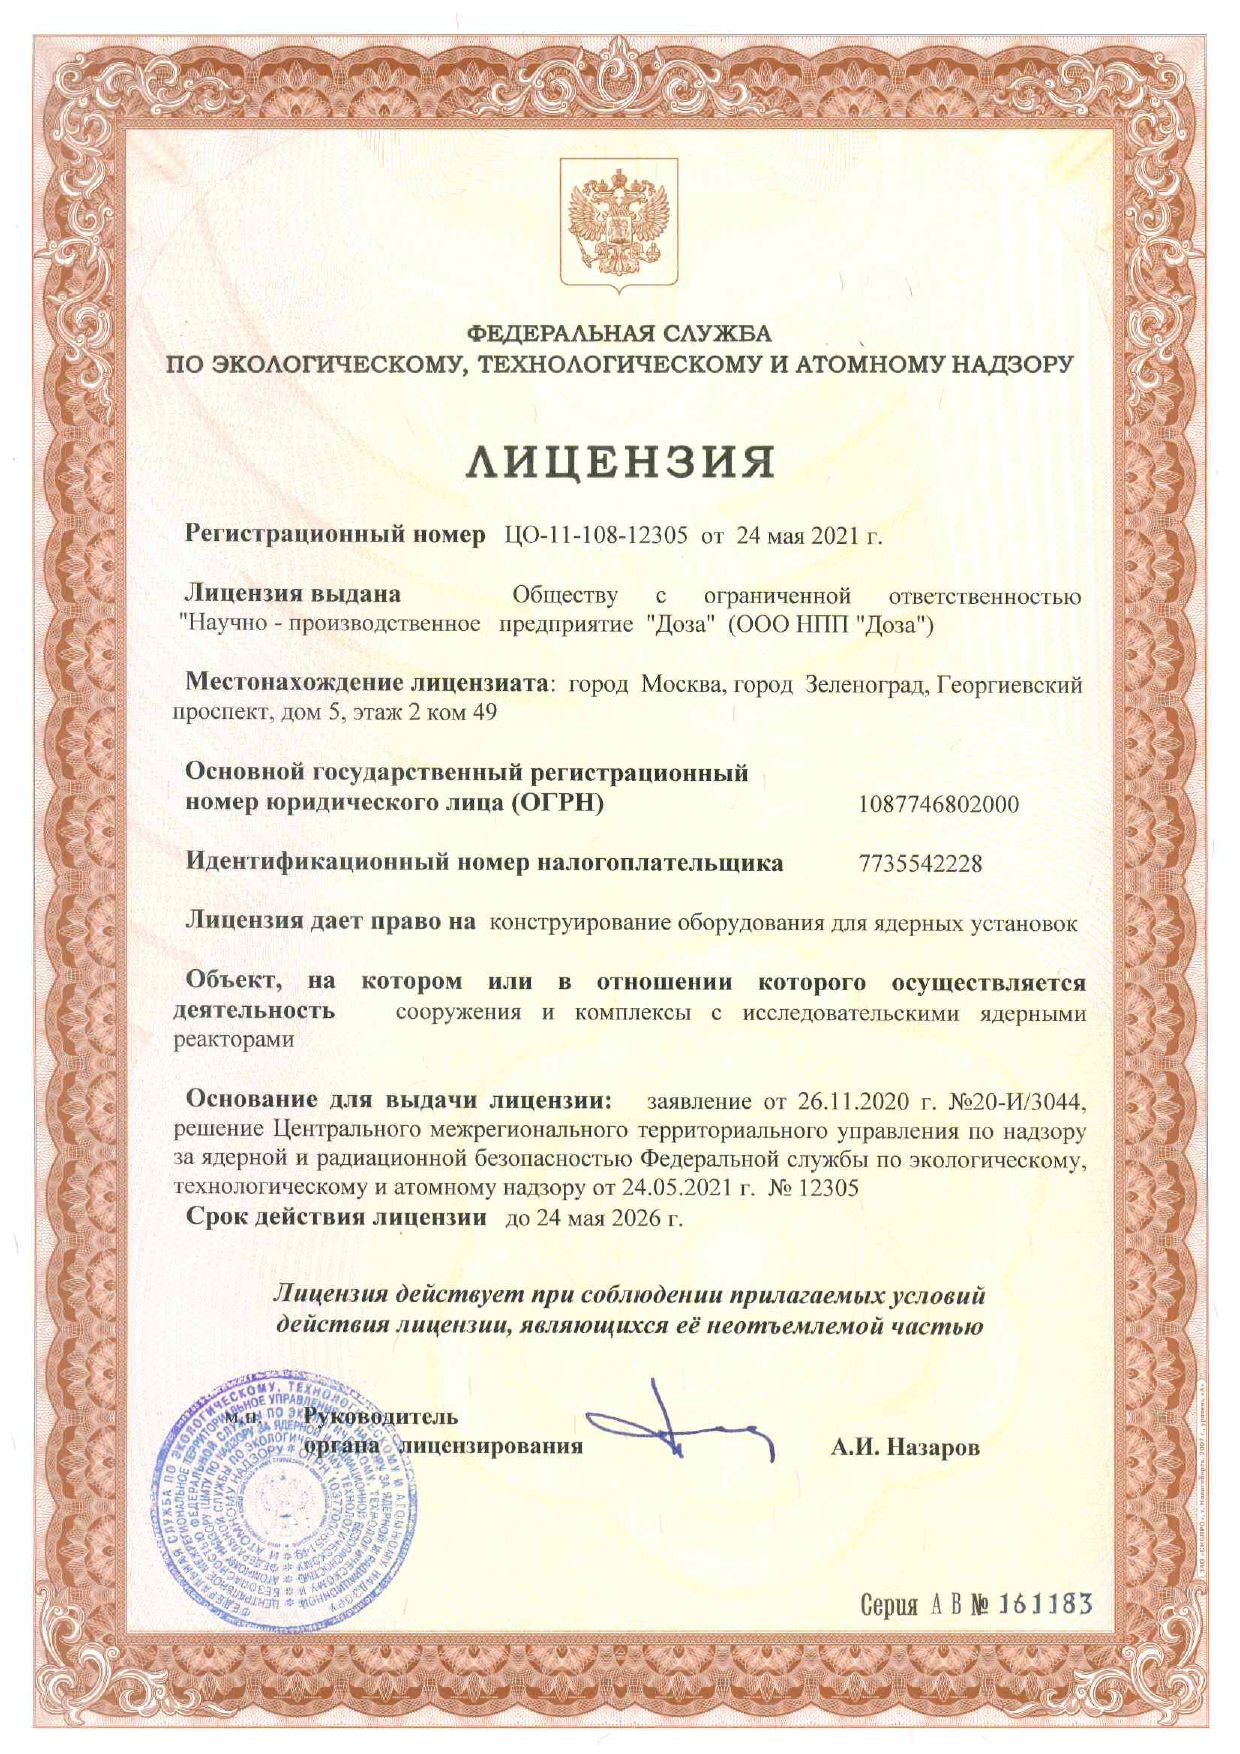 ФЕДЕРАЛЬНАЯ СЛУЖБА
ПО ЭКОЛОГИЧЕСКОМУ, ТЕХНОЛОГИЧЕСКОМУ И АТОМНОМУ НАДЗОРУ
ЛИЦЕНЗИЯ
Регистрационный номер ЦО-11-108-12305 от 24 мая 2021 г.
Лицензия выдана Обществу с ограниченной ответственностью
"Научно - производственное предприятие "Доза" (ООО НПП "Доза")
Местонахождение лицензиата: город Москва, город Зеленоград, Георгиевский
проспект, дом 5, этаж 2 ком 49
Основной государственный регистрационный
номер юридического лица (ОГРН) 1087746802000
Идентификационный номер налогоплательщика 7735542228
Лицензия дает право на конструирование оборудования для ядерных установок
Объект, на котором или в отношении которого осуществляется
деятельность сооружения и комплексы с исследовательскими ядерными
реакторами
Основание для выдачи лицензии: заявление от 26.11.2020 г. №20-И/3044,
решение Центрального межрегионального территориального управления по надзору
за ядерной и радиационной безопасностью Федеральной службы по экологическому,
технологическому и атомному надзору от 24.05.2021 г. № 12305
Срок действия лицензии до 24 мая 2026 г.
Лицензия действует при соблюдении прилагаемых условий
действия лицензии, являющихся её неотъемлемой частью
М.П. Руководитель
органа лицензирования А.И. Назаров
Серия А В № 161183